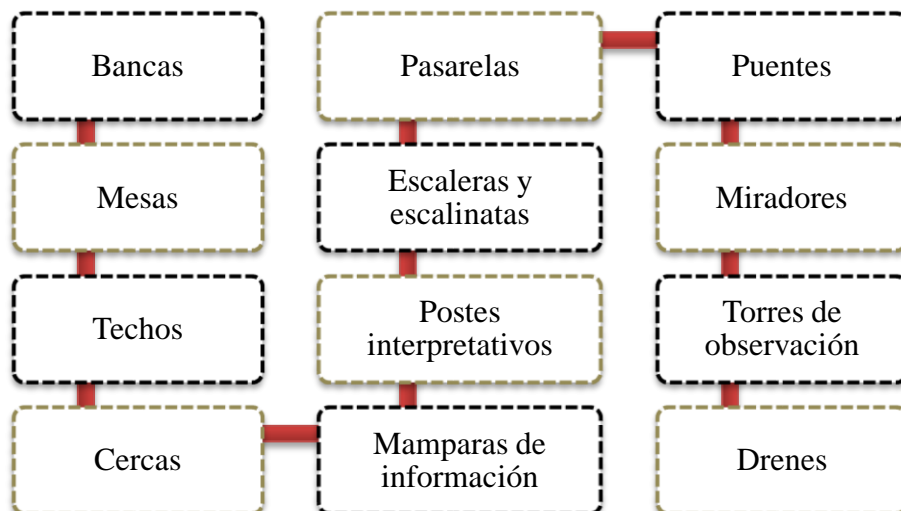 Bancas
Mesas
Techos
Cercas
Mamparas de
información
Postes
interpretativos
Escaleras y
escalinatas
Pasarelas
Puentes
Miradores
Torres de
observación
Drenes